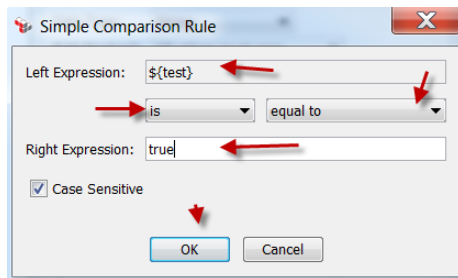 Simple Comparison Rule
Left Expression: ${test}
is equal to
Right Expression: true
Case Sensitive
OK Cancel